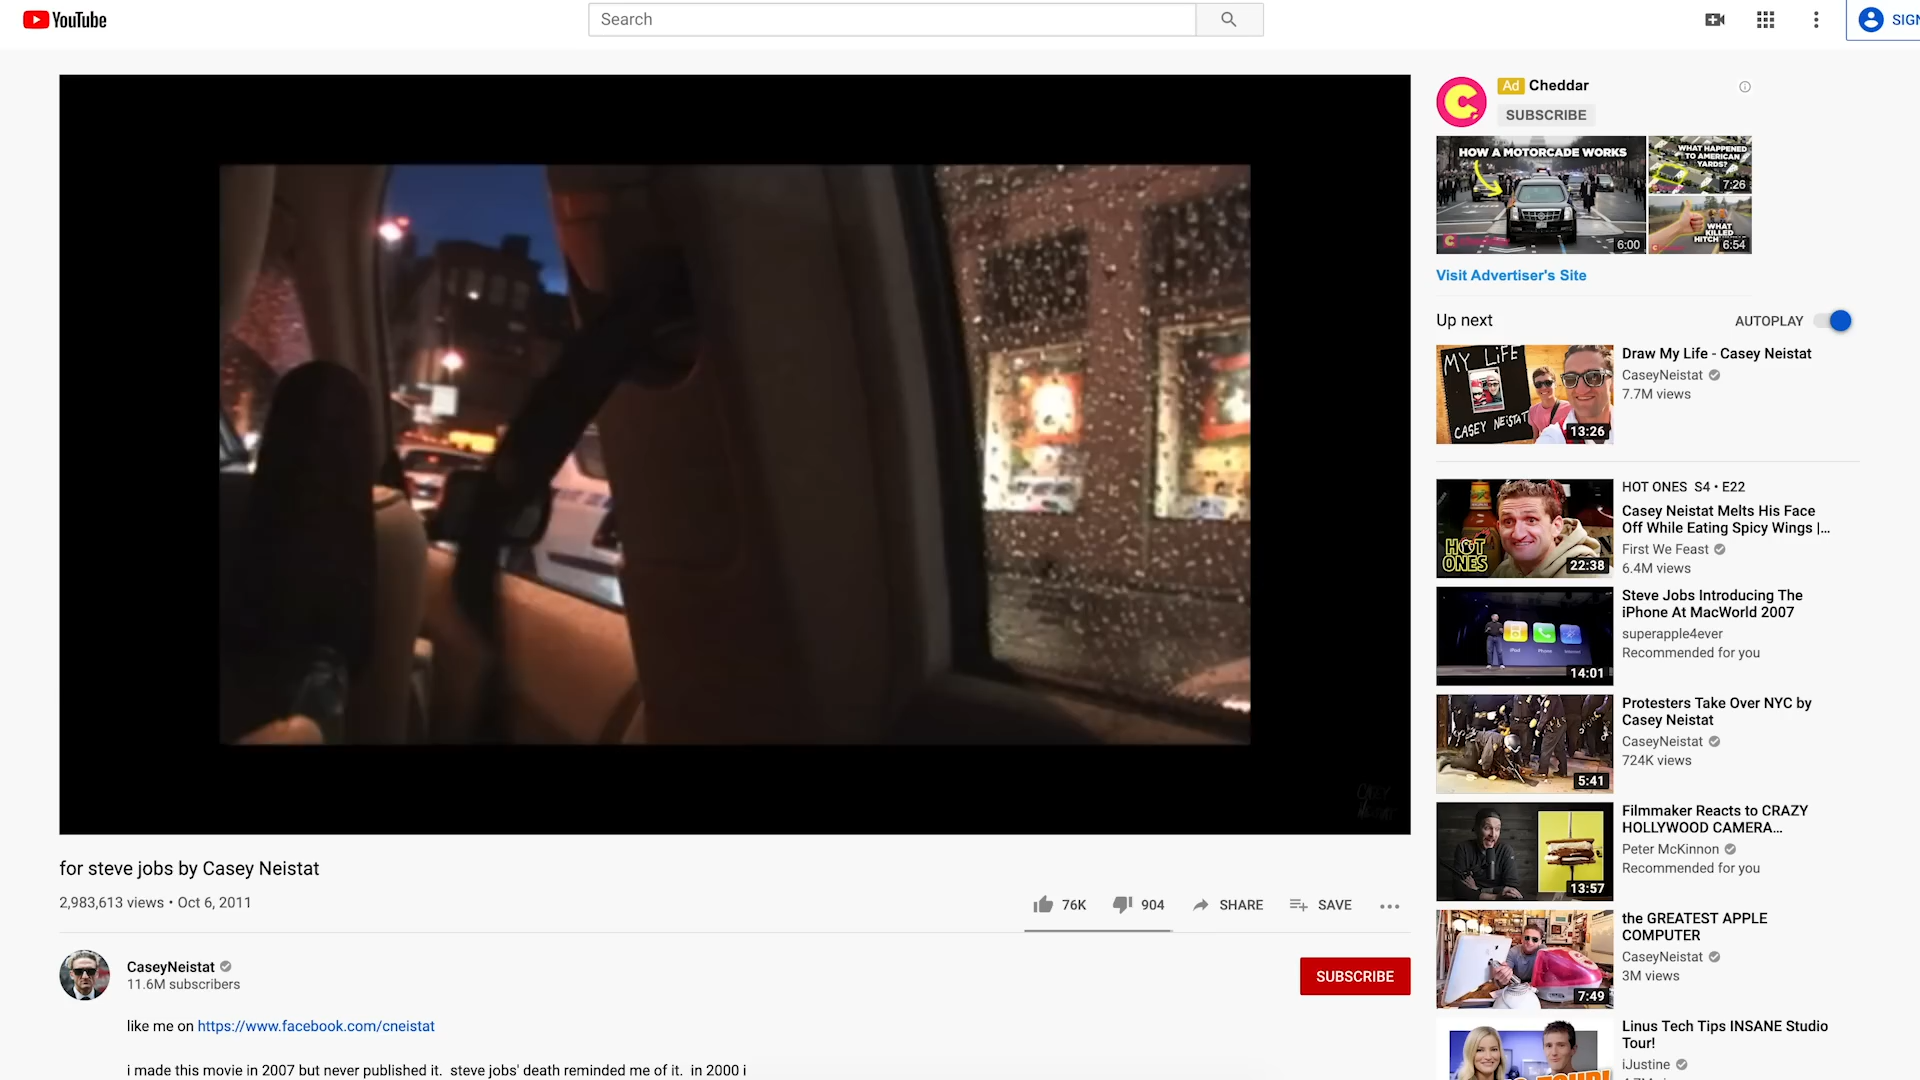 YouTube
Search
SIGN
Ad Cheddar
SUBSCRIBE
HOW A MOTORCADE WORKS
6:00
WHAT HAPPENED
TO AMERICAN
YARDS?
7:26
WHAT
KILLED
HITCH
6:54
Visit Advertiser's Site
Up next
AUTOPLAY
MY LiFE
CASEY NEiSTAT
13:26
Draw My Life - Casey Neistat
CaseyNeistat
7.7M views
HOT
ONES
22:38
HOT ONES S4 • E22
Casey Neistat Melts His Face
Off While Eating Spicy Wings |...
First We Feast
6.4M views
iPod
Phone
14:01
Steve Jobs Introducing The
iPhone At MacWorld 2007
superapple4ever
Recommended for you
5:41
Protesters Take Over NYC by
Casey Neistat
CaseyNeistat
724K views
13:57
Filmmaker Reacts to CRAZY
HOLLYWOOD CAMERA...
Peter McKinnon
Recommended for you
7:49
the GREATEST APPLE
COMPUTER
CaseyNeistat
3M views
Linus Tech Tips INSANE Studio
Tour!
iJustine
CASEY
NEISTAT
for steve jobs by Casey Neistat
2,983,613 views • Oct 6, 2011
76K
904
SHARE
SAVE
CaseyNeistat
11.6M subscribers
SUBSCRIBE
like me on https://www.facebook.com/cneistat
i made this movie in 2007 but never published it. steve jobs' death reminded me of it. in 2000 i